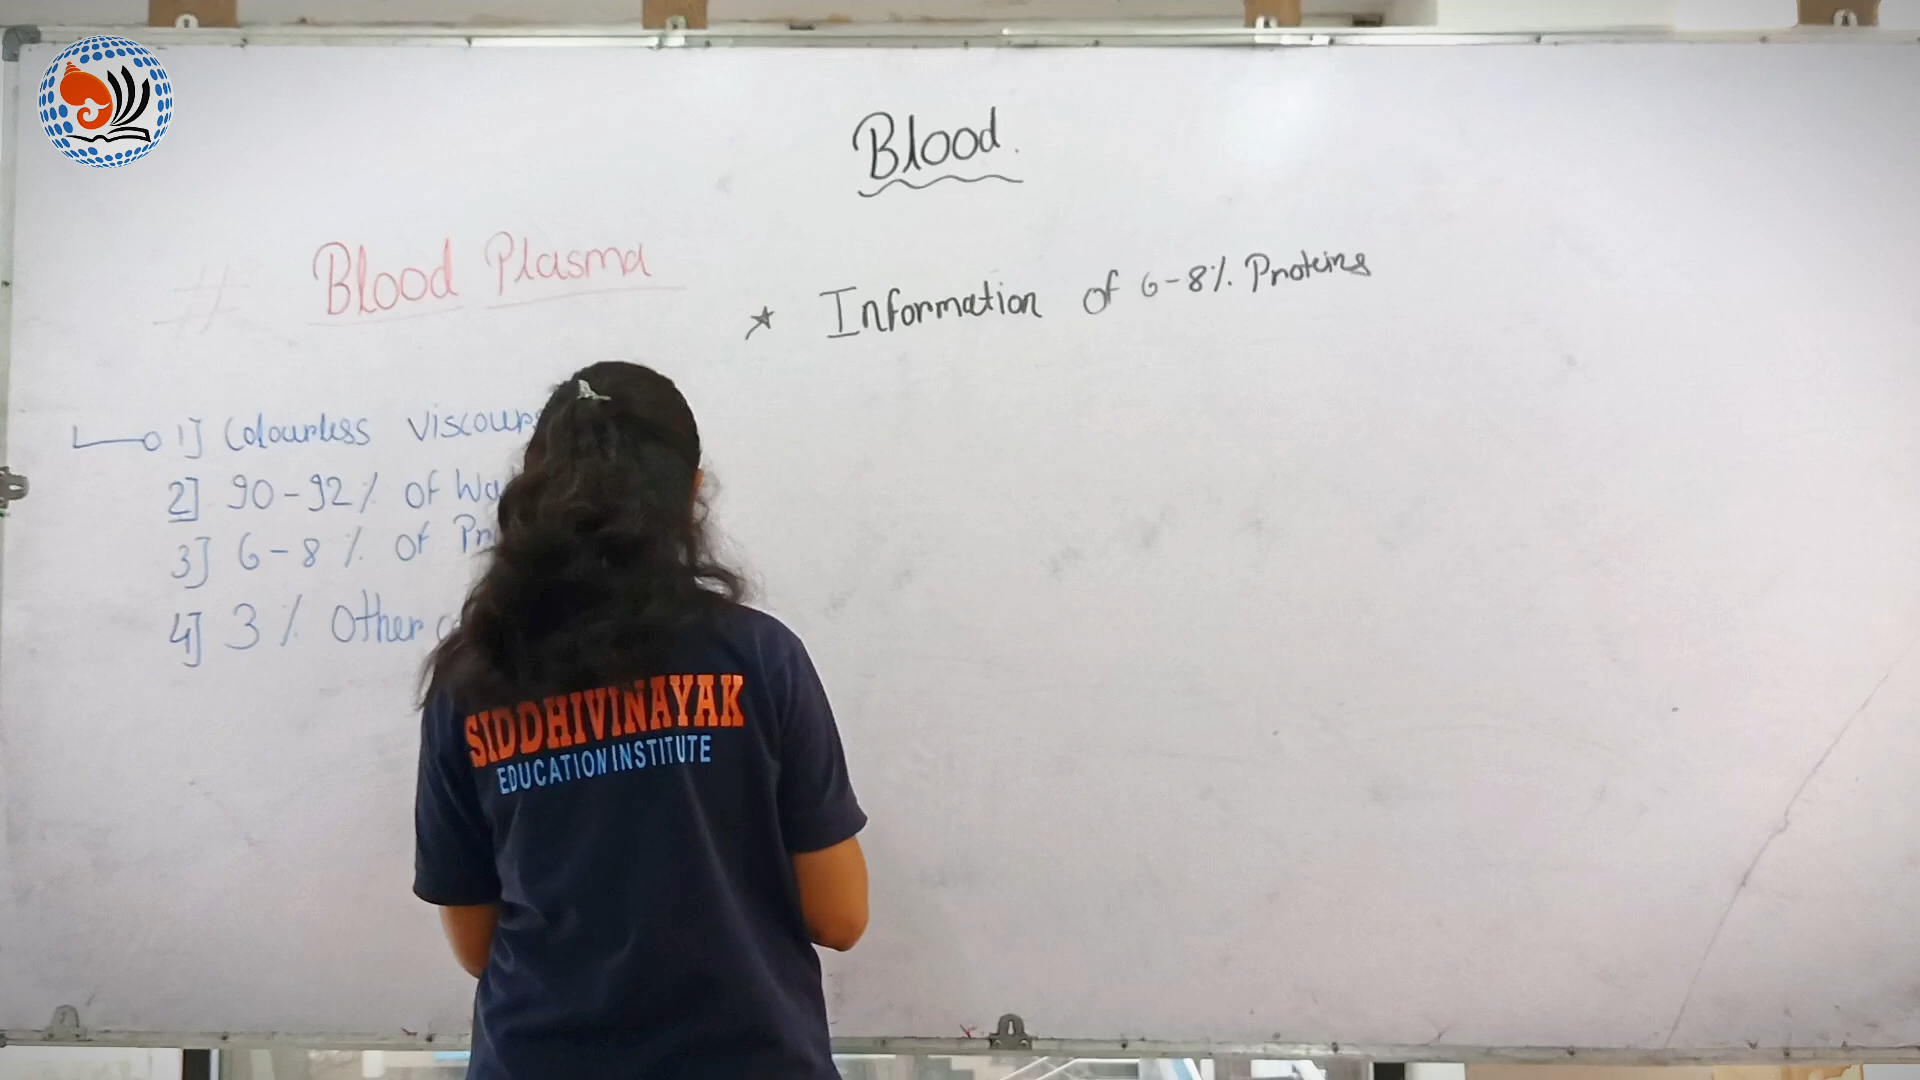 Blood.
# Blood Plasma
* Information of 6-8% Proteins
1] Colourless
2] 90-92% of
3] 6-8% of
4] 3% Other
SIDDHIVINAYAK
EDUCATION INSTITUTE